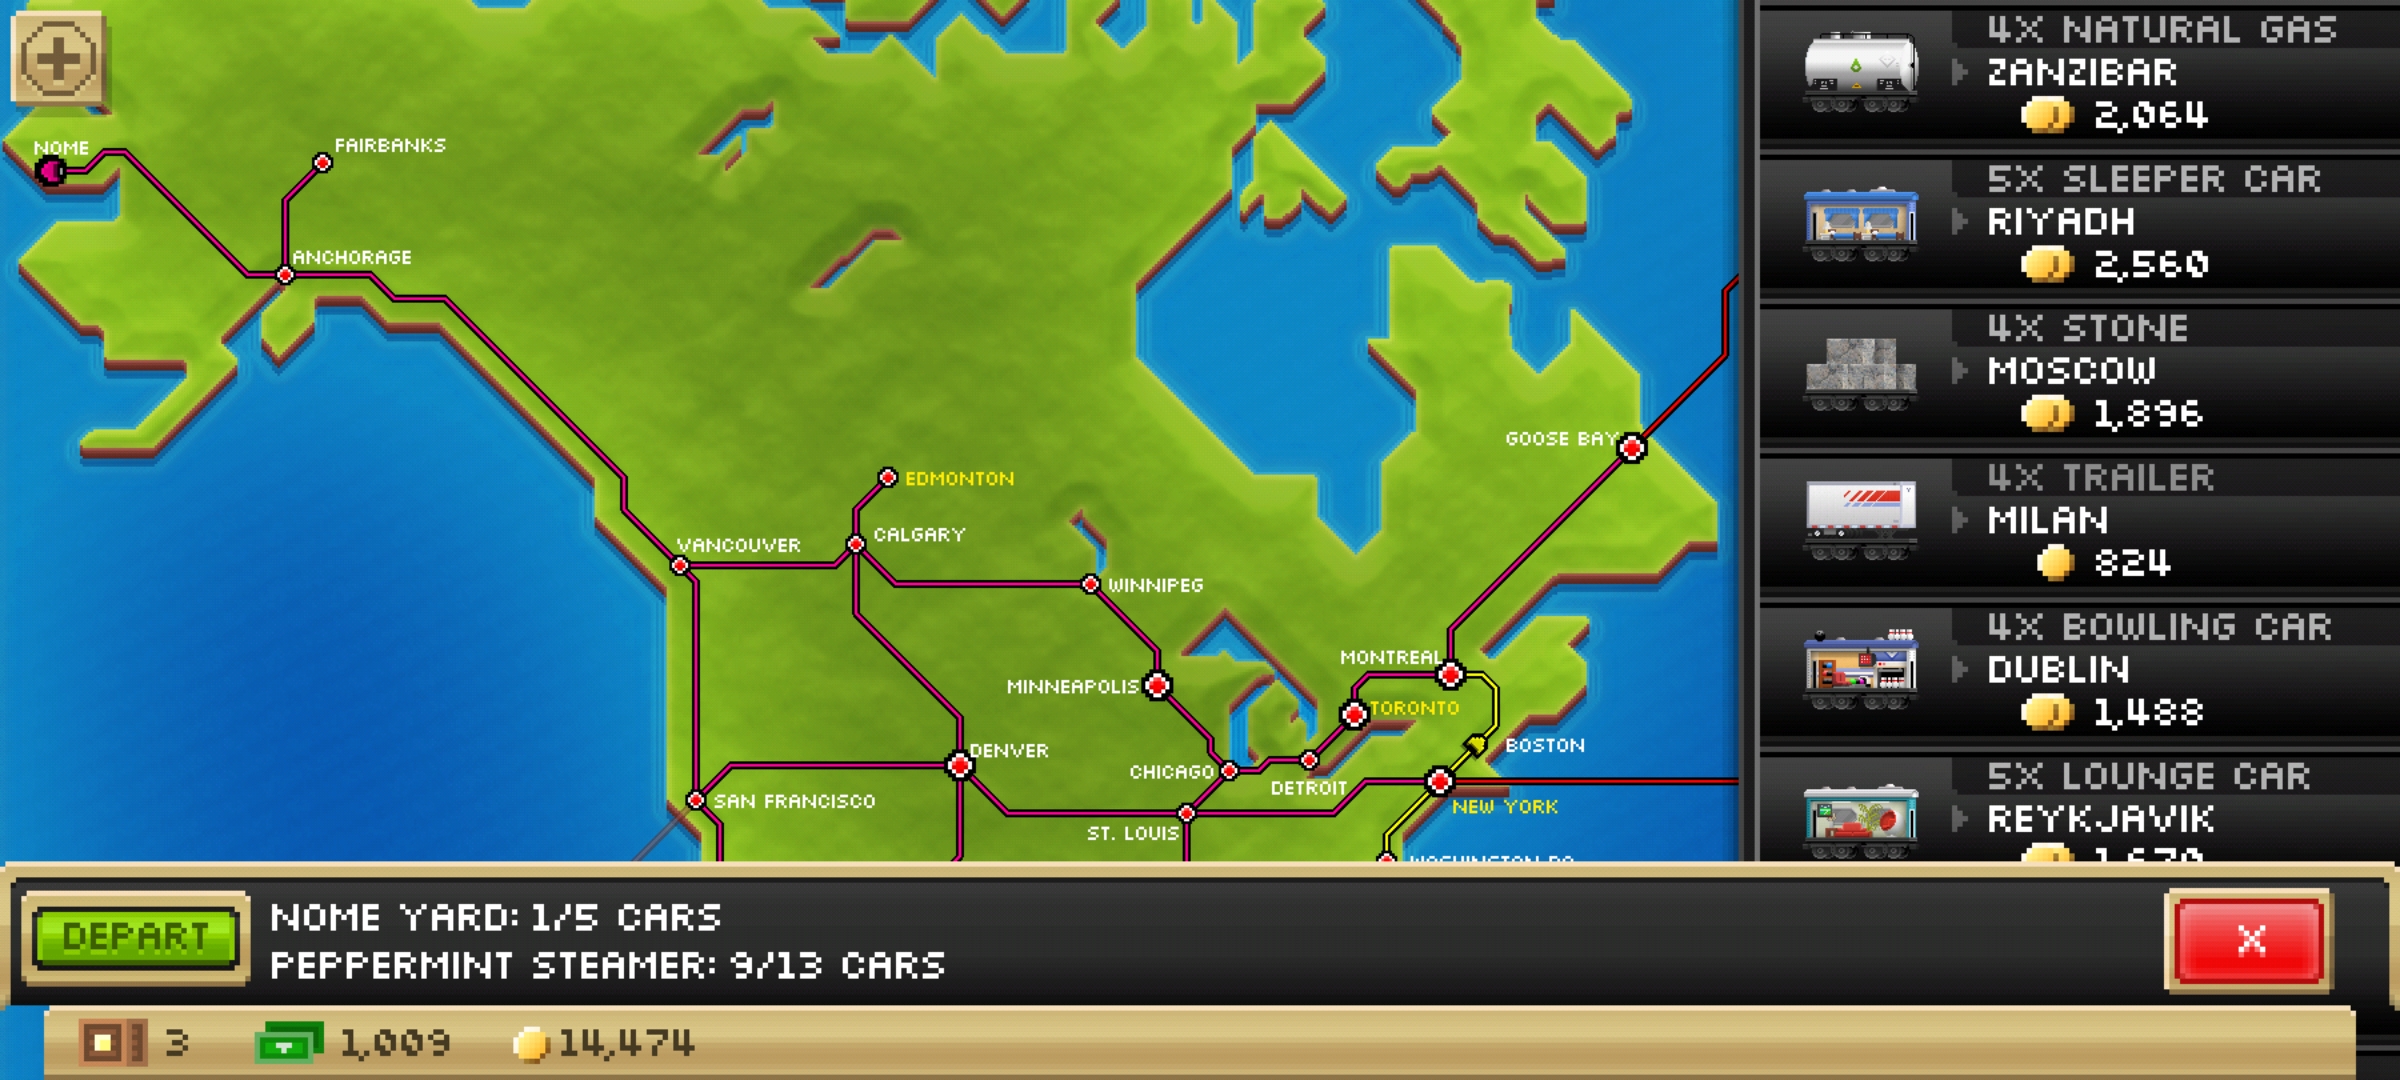 NOME
FAIRBANKS
ANCHORAGE
EDMONTON
VANCOUVER
CALGARY
WINNIPEG
GOOSE BAY
MONTREAL
MINNEAPOLIS
TORONTO
DENVER
BOSTON
CHICAGO
DETROIT
SAN FRANCISCO
NEW YORK
ST. LOUIS
4X NATURAL GAS
ZANZIBAR
2,064
5X SLEEPER CAR
RIYADH
2,560
4X STONE
MOSCOW
1,896
4X TRAILER
MILAN
824
4X BOWLING CAR
DUBLIN
1,488
5X LOUNGE CAR
REYKJAVIK
DEPART
NOME YARD: 1/5 CARS
PEPPERMINT STEAMER: 9/13 CARS
X
3
1,009
14,474